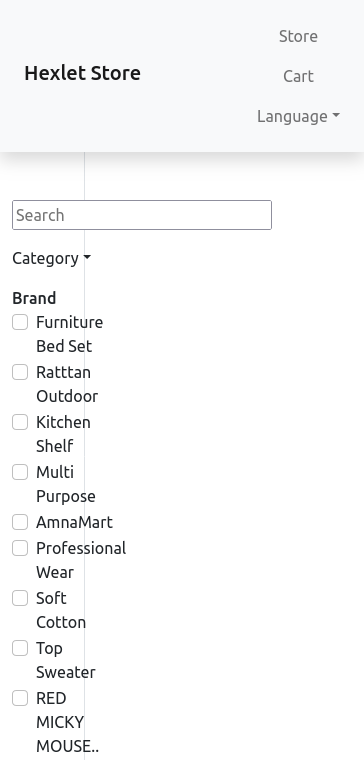 Store
Hexlet Store
Cart
Language
Search
Category
Brand
Furniture
Bed Set
Ratttan
Outdoor
Kitchen
Shelf
Multi
Purpose
AmnaMart
Professional
Wear
Soft
Cotton
Top
Sweater
RED
MICKY
MOUSE..